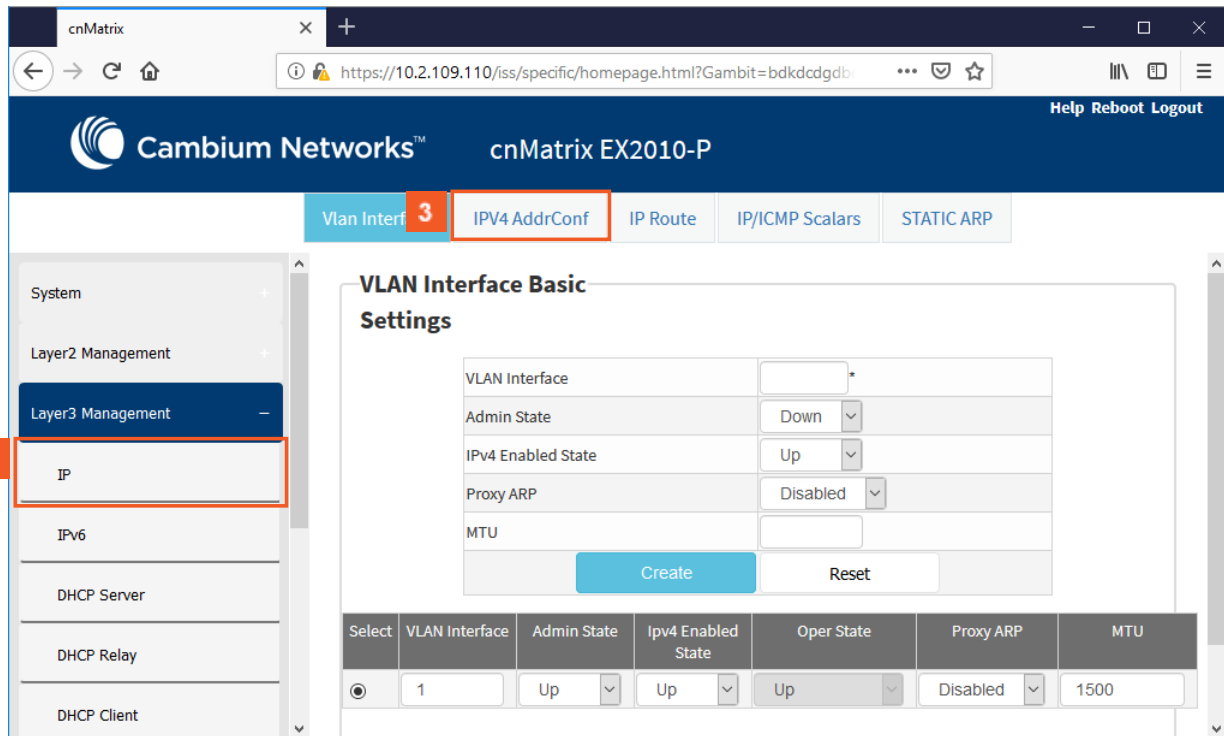 cnMatrix
https://10.2.109.110/iss/specific/homepage.html?Gambit=bdkdcdgdb
Help Reboot Logout
Cambium Networks™
cnMatrix EX2010-P
Vlan Interf
3
IPV4 AddrConf
IP Route
IP/ICMP Scalars
STATIC ARP
System +
Layer2 Management +
Layer3 Management −
IP
IPv6
DHCP Server
DHCP Relay
DHCP Client
VLAN Interface Basic
Settings
VLAN Interface *
Admin State Down
IPv4 Enabled State Up
Proxy ARP Disabled
MTU
Create Reset
Select VLAN Interface Admin State Ipv4 Enabled State Oper State Proxy ARP MTU
1 Up Up Up Disabled 1500